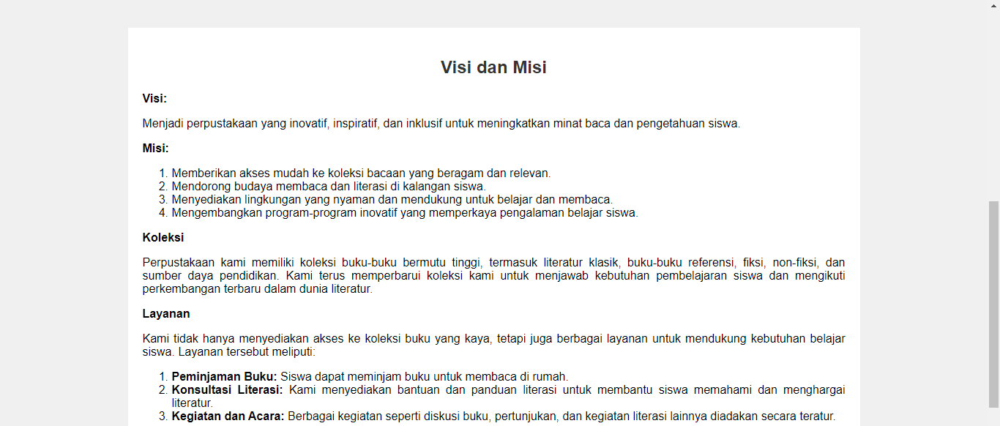 Visi dan Misi
Visi:
Menjadi perpustakaan yang inovatif, inspiratif, dan inklusif untuk meningkatkan minat baca dan pengetahuan siswa.
Misi:
1. Memberikan akses mudah ke koleksi bacaan yang beragam dan relevan.
2. Mendorong budaya membaca dan literasi di kalangan siswa.
3. Menyediakan lingkungan yang nyaman dan mendukung untuk belajar dan membaca.
4. Mengembangkan program-program inovatif yang memperkaya pengalaman belajar siswa.
Koleksi
Perpustakaan kami memiliki koleksi buku-buku bermutu tinggi, termasuk literatur klasik, buku-buku referensi, fiksi, non-fiksi, dan
sumber daya pendidikan. Kami terus memperbarui koleksi kami untuk menjawab kebutuhan pembelajaran siswa dan mengikuti
perkembangan terbaru dalam dunia literatur.
Layanan
Kami tidak hanya menyediakan akses ke koleksi buku yang kaya, tetapi juga berbagai layanan untuk mendukung kebutuhan belajar
siswa. Layanan tersebut meliputi:
1. Peminjaman Buku: Siswa dapat meminjam buku untuk membaca di rumah.
2. Konsultasi Literasi: Kami menyediakan bantuan dan panduan literasi untuk membantu siswa memahami dan menghargai
literatur.
3. Kegiatan dan Acara: Berbagai kegiatan seperti diskusi buku, pertunjukan, dan kegiatan literasi lainnya diadakan secara teratur.